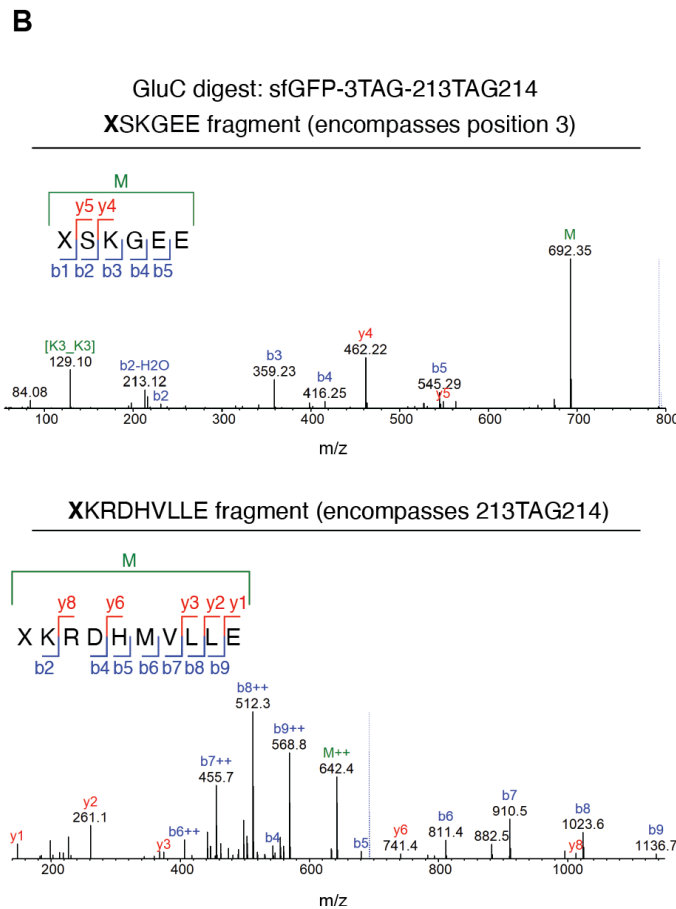 B
GluC digest: sfGFP-3TAG-213TAG214
XSKGEE fragment (encompasses position 3)
M
y5 y4
X S K G E E
b1 b2 b3 b4 b5
M
692.35
[K3_K3]
129.10
84.08
b2-H2O
213.12
b2
b3
359.23
b4
416.25
y4
462.22
b5
545.29
y5
100 200 300 400 500 600 700 800
m/z
XKRDHVLLE fragment (encompasses 213TAG214)
M
y8 y6 y3 y2 y1
X K R D H M V L L E
b2 b4 b5 b6 b7 b8 b9
b8++
512.3
b9++
568.8
b7++
455.7
M++
642.4
y1
y2
261.1
y3
b6++
b4
b5
y6
741.4
b6
811.4
882.5
b7
910.5
b8
1023.6
y8
b9
1136.7
200 400 600 800 1000
m/z